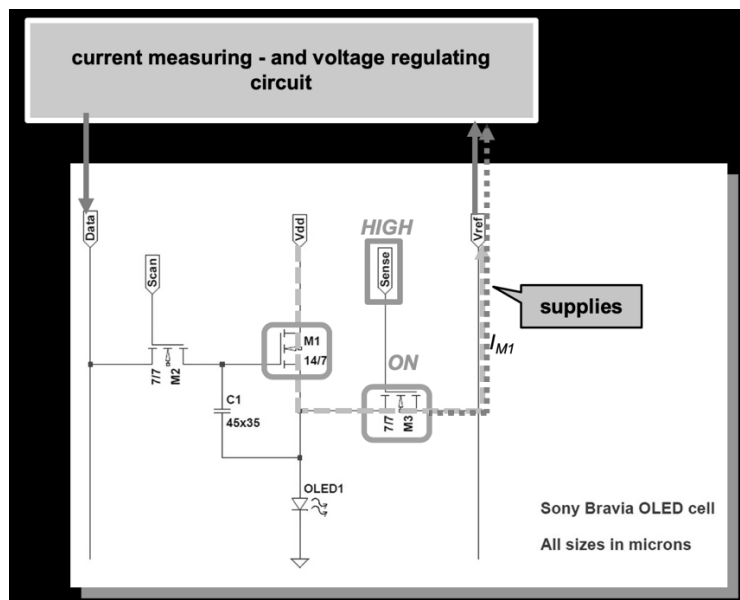 current measuring - and voltage regulating
circuit
Data
Scan
Vdd
HIGH
Sense
Vref
supplies
M1
14/7
ON
I_M1
7/7
M2
C1
45x35
7/7
M3
OLED1
Sony Bravia OLED cell
All sizes in microns